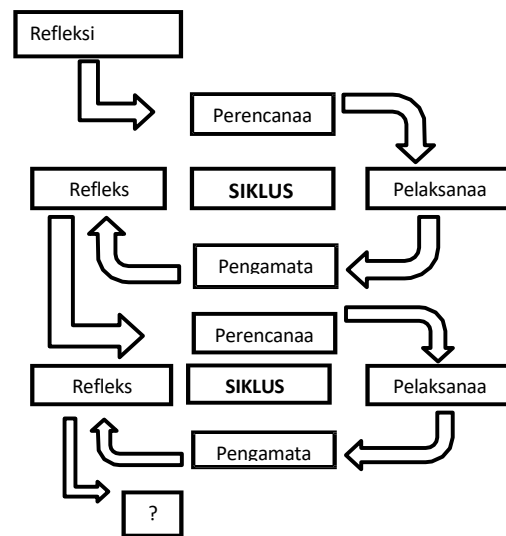 Refleksi
Perencanaa
Refleks
SIKLUS
Pelaksanaa
Pengamata
Perencanaa
Refleks
SIKLUS
Pelaksanaa
Pengamata
?